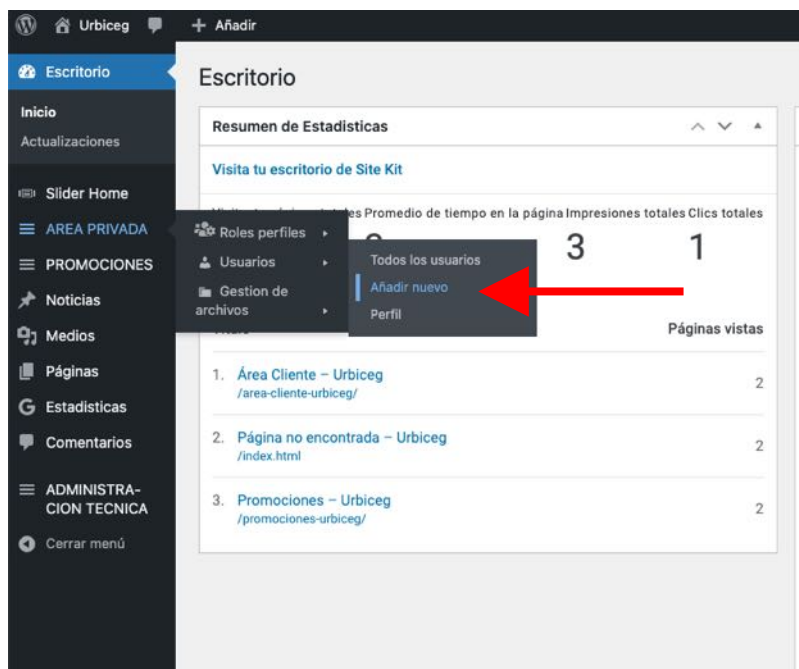 Urbiceg
Añadir
Escritorio
Inicio
Actualizaciones
Slider Home
AREA PRIVADA
PROMOCIONES
Noticias
Medios
Páginas
Estadisticas
Comentarios
ADMINISTRA-
CION TECNICA
Cerrar menú
Roles perfiles
Usuarios
Gestion de
archivos
Todos los usuarios
Añadir nuevo
Perfil
Escritorio
Resumen de Estadisticas
Visita tu escritorio de Site Kit
Promedio de tiempo en la página Impresiones totales Clics totales
3 1
Páginas vistas
1. Área Cliente – Urbiceg 2
/area-cliente-urbiceg/
2. Página no encontrada – Urbiceg 2
/index.html
3. Promociones – Urbiceg 2
/promociones-urbiceg/